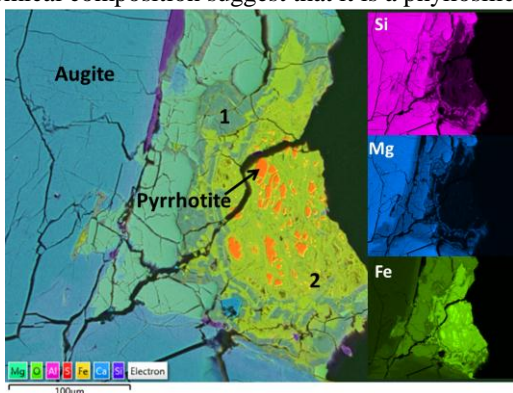 Augite
1
Pyrrhotite
2
Si
Mg
Fe
Mg O Al S Fe Ca Si Electron
100µm